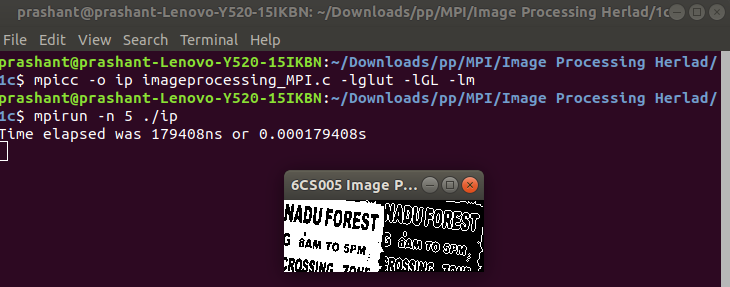 prashant@prashant-Lenovo-Y520-15IKBN: ~/Downloads/pp/MPI/Image Processing Herlad/1c
File Edit View Search Terminal Help
prashant@prashant-Lenovo-Y520-15IKBN:~/Downloads/pp/MPI/Image Processing Herlad/
1c$ mpicc -o ip imageprocessing_MPI.c -lglut -lGL -lm
prashant@prashant-Lenovo-Y520-15IKBN:~/Downloads/pp/MPI/Image Processing Herlad/
1c$ mpirun -n 5 ./ip
Time elapsed was 179408ns or 0.000179408s
6CS005 Image P...
NADU FOREST NADU FOREST
G 6AM TO 5PM, G 6AM TO 5PM,
CROSSING ZONE CROSSING ZONE